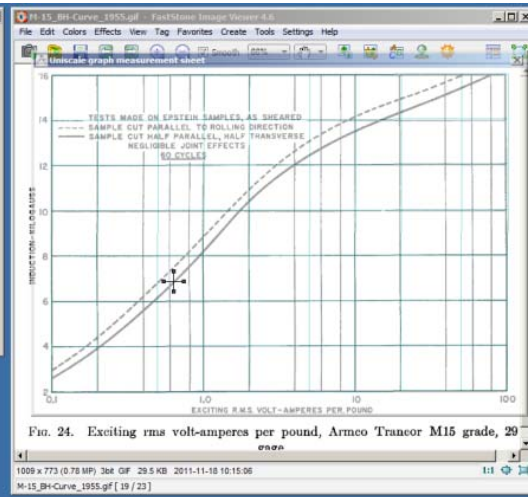 M-15_BH-Curve_1955.gif - FastStone Image Viewer 4.6
File Edit Colors Effects View Tag Favorites Create Tools Settings Help
Smooth
Uniscale graph measurement sheet
16
TESTS MADE ON EPSTEIN SAMPLES, AS SHEARED
14
SAMPLE CUT PARALLEL TO ROLLING DIRECTION
SAMPLE CUT HALF PARALLEL, HALF TRANSVERSE
NEGLIGIBLE JOINT EFFECTS
60 CYCLES
12
10
INDUCTION-KILOGAUSS
8
6
4
2
0.1 1.0 10 100
EXCITING R.M.S. VOLT-AMPERES PER POUND
Fig. 24. Exciting rms volt-amperes per pound, Armco Trancor M15 grade, 29
gage
1009 x 773 (0.78 MP) 3bit GIF 29.5 KB 2011-11-18 10:15:06 1:1
M-15_BH-Curve_1955.gif [ 19 / 23 ]